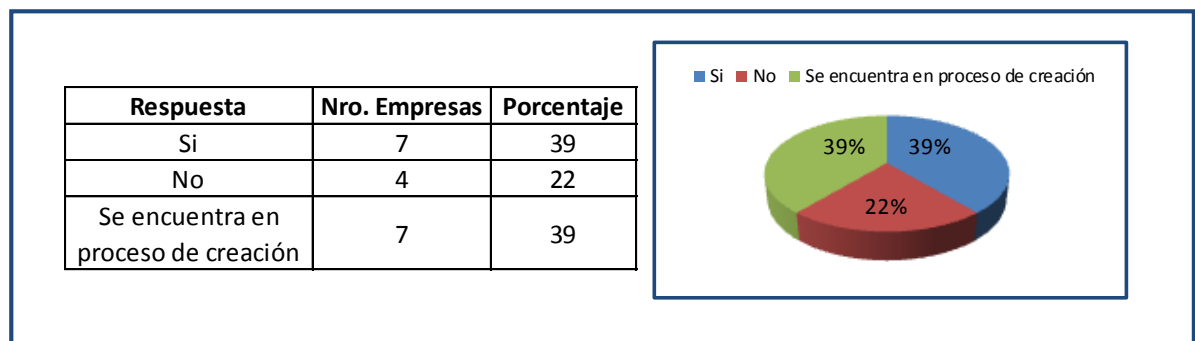 Respuesta Nro. Empresas Porcentaje
Si 7 39
No 4 22
Se encuentra en
proceso de creación 7 39
Si No Se encuentra en proceso de creación
39% 39%
22%